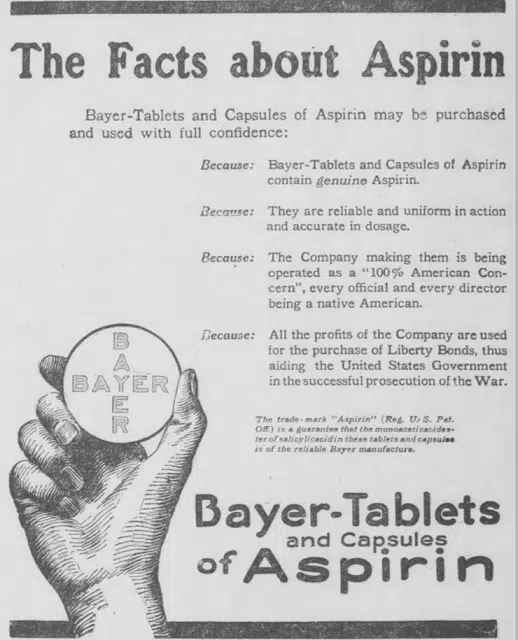 The Facts about Aspirin
Bayer-Tablets and Capsules of Aspirin may be purchased
and used with full confidence:
Because: Bayer-Tablets and Capsules of Aspirin
contain genuine Aspirin.
Because: They are reliable and uniform in action
and accurate in dosage.
Because: The Company making them is being
operated as a "100% American Con-
cern", every official and every director
being a native American.
Because: All the profits of the Company are used
for the purchase of Liberty Bonds, thus
aiding the United States Government
in the successful prosecution of the War.
BAYER
BAYER
The trade-mark "Aspirin" (Reg. U. S. Pat.
Off.) is a guarantee that the monoaceticacides-
ter of salicylicacid in these tablets and capsules
is of the reliable Bayer manufacture.
Bayer-Tablets
and Capsules
of Aspirin